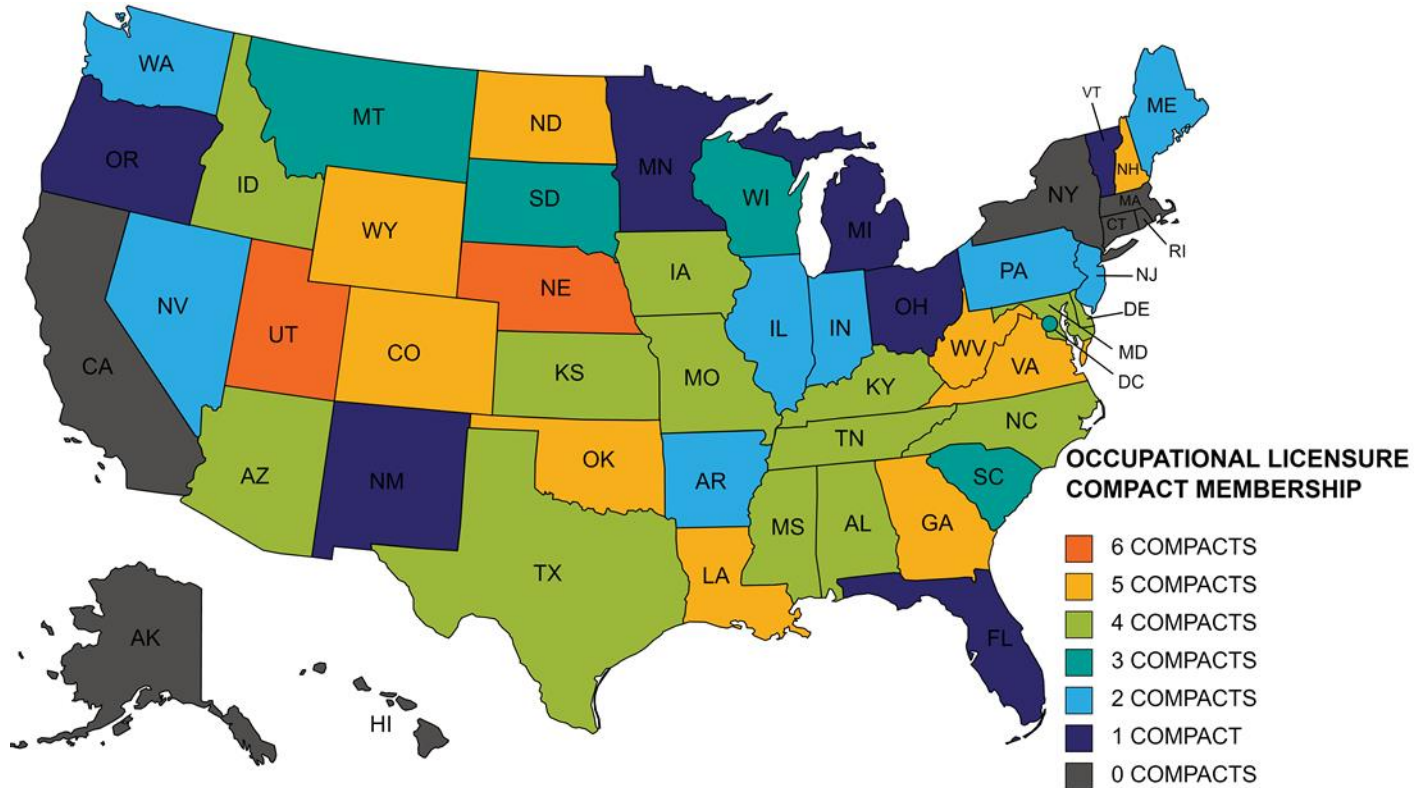 WA
MT
ND
MN
VT
ME
OR
ID
SD
WI
MI
NY
NH
MA
CT
RI
WY
IA
NE
PA
NJ
NV
UT
CO
IL
IN
OH
DE
MD
DC
CA
KS
MO
KY
WV
VA
AZ
NM
OK
AR
TN
NC
SC
TX
LA
MS
AL
GA
FL
AK
HI
OCCUPATIONAL LICENSURE
COMPACT MEMBERSHIP
6 COMPACTS
5 COMPACTS
4 COMPACTS
3 COMPACTS
2 COMPACTS
1 COMPACT
0 COMPACTS